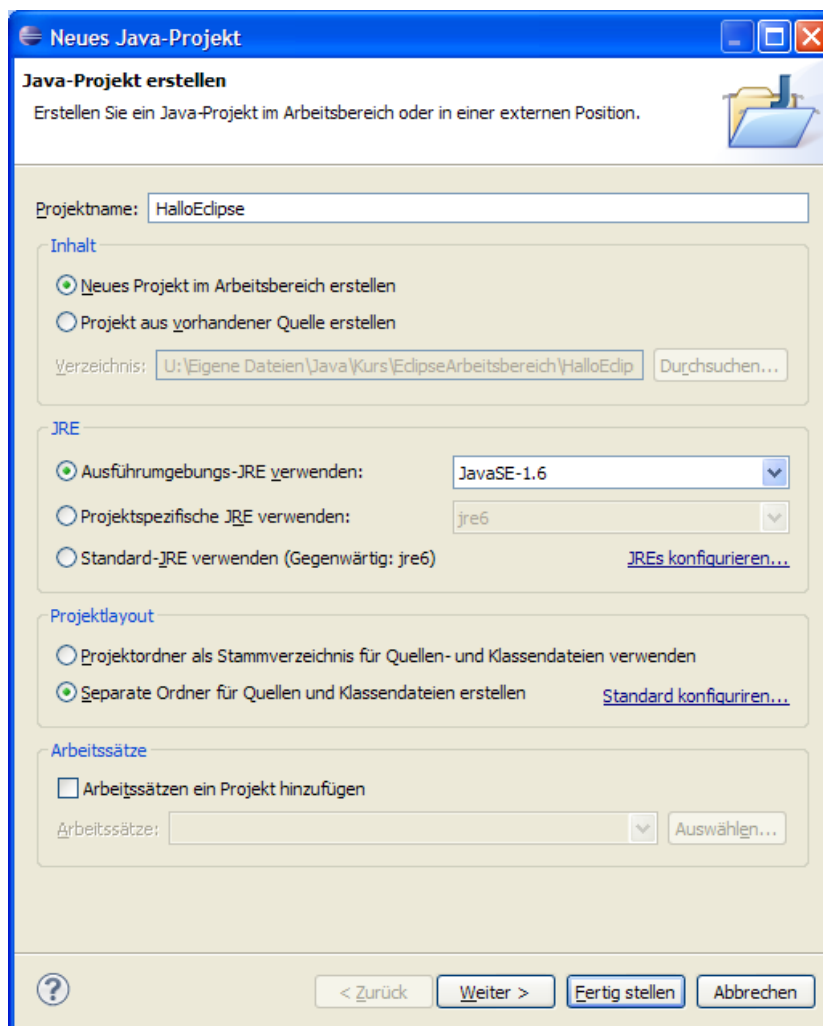 Neues Java-Projekt
Java-Projekt erstellen
Erstellen Sie ein Java-Projekt im Arbeitsbereich oder in einer externen Position.
Projektname: HalloEclipse
Inhalt
Neues Projekt im Arbeitsbereich erstellen
Projekt aus vorhandener Quelle erstellen
Verzeichnis: U:\Eigene Dateien\Java\Kurs\EclipseArbeitsbereich\HalloEclip Durchsuchen...
JRE
Ausführumgebungs-JRE verwenden: JavaSE-1.6
Projektspezifische JRE verwenden: jre6
Standard-JRE verwenden (Gegenwärtig: jre6) JREs konfigurieren...
Projektlayout
Projektordner als Stammverzeichnis für Quellen- und Klassendateien verwenden
Separate Ordner für Quellen und Klassendateien erstellen Standard konfiguriren...
Arbeitssätze
Arbeitssätzen ein Projekt hinzufügen
Arbeitssätze: Auswählen...
? < Zurück Weiter > Fertig stellen Abbrechen